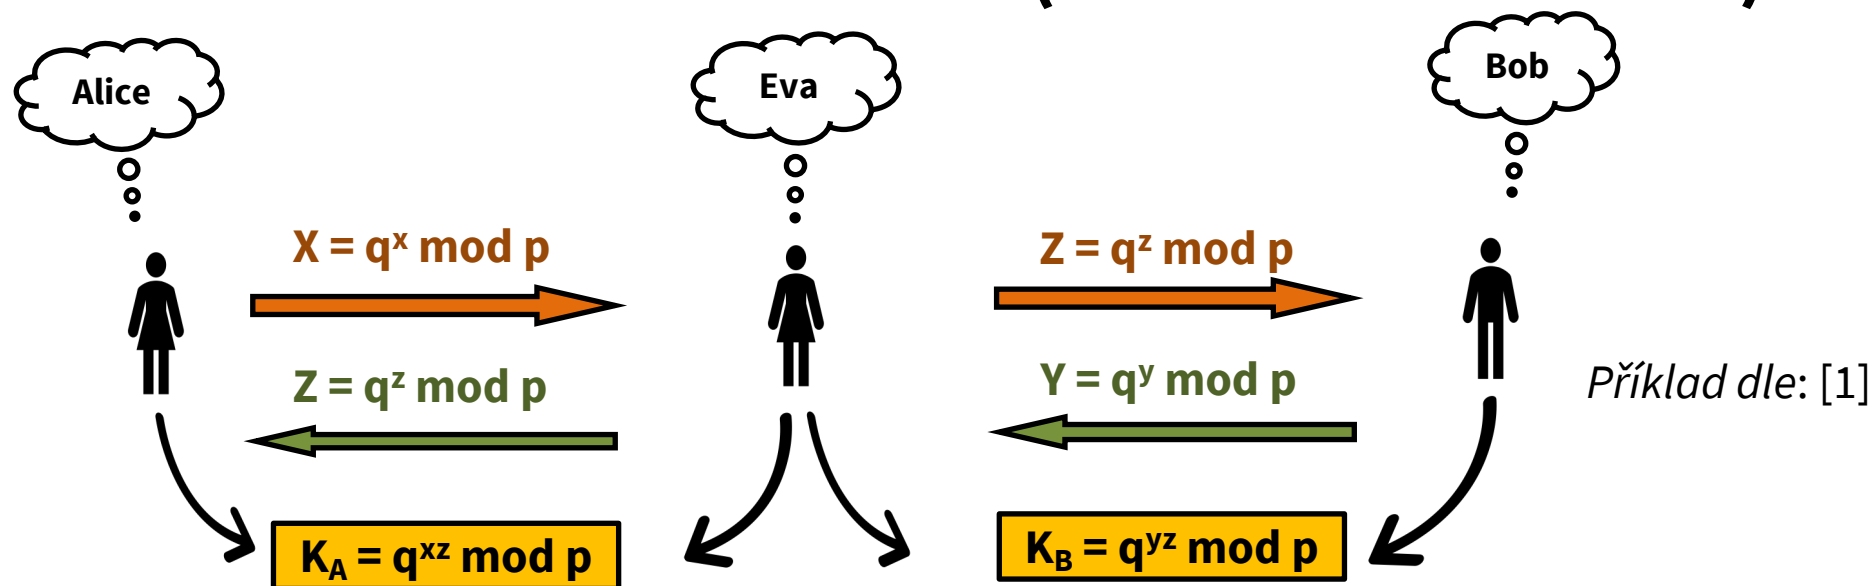 Alice
Eva
Bob
X = qˣ mod p
Z = qᶻ mod p
Z = qᶻ mod p
Y = qʸ mod p
Příklad dle: [1]
K_A = qˣᶻ mod p
K_B = qʸᶻ mod p